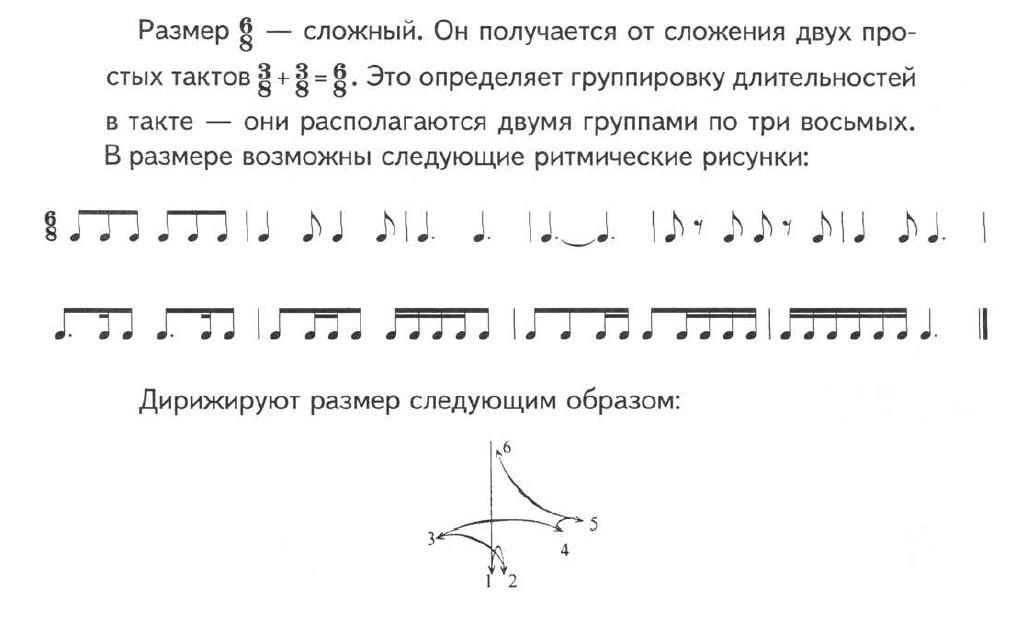 Размер 6/8 — сложный. Он получается от сложения двух про-
стых тактов 3/8 + 3/8 = 6/8. Это определяет группировку длительностей
в такте — они располагаются двумя группами по три восьмых.
В размере возможны следующие ритмические рисунки:
6/8
Дирижируют размер следующим образом:
6
5
3
4
1 2